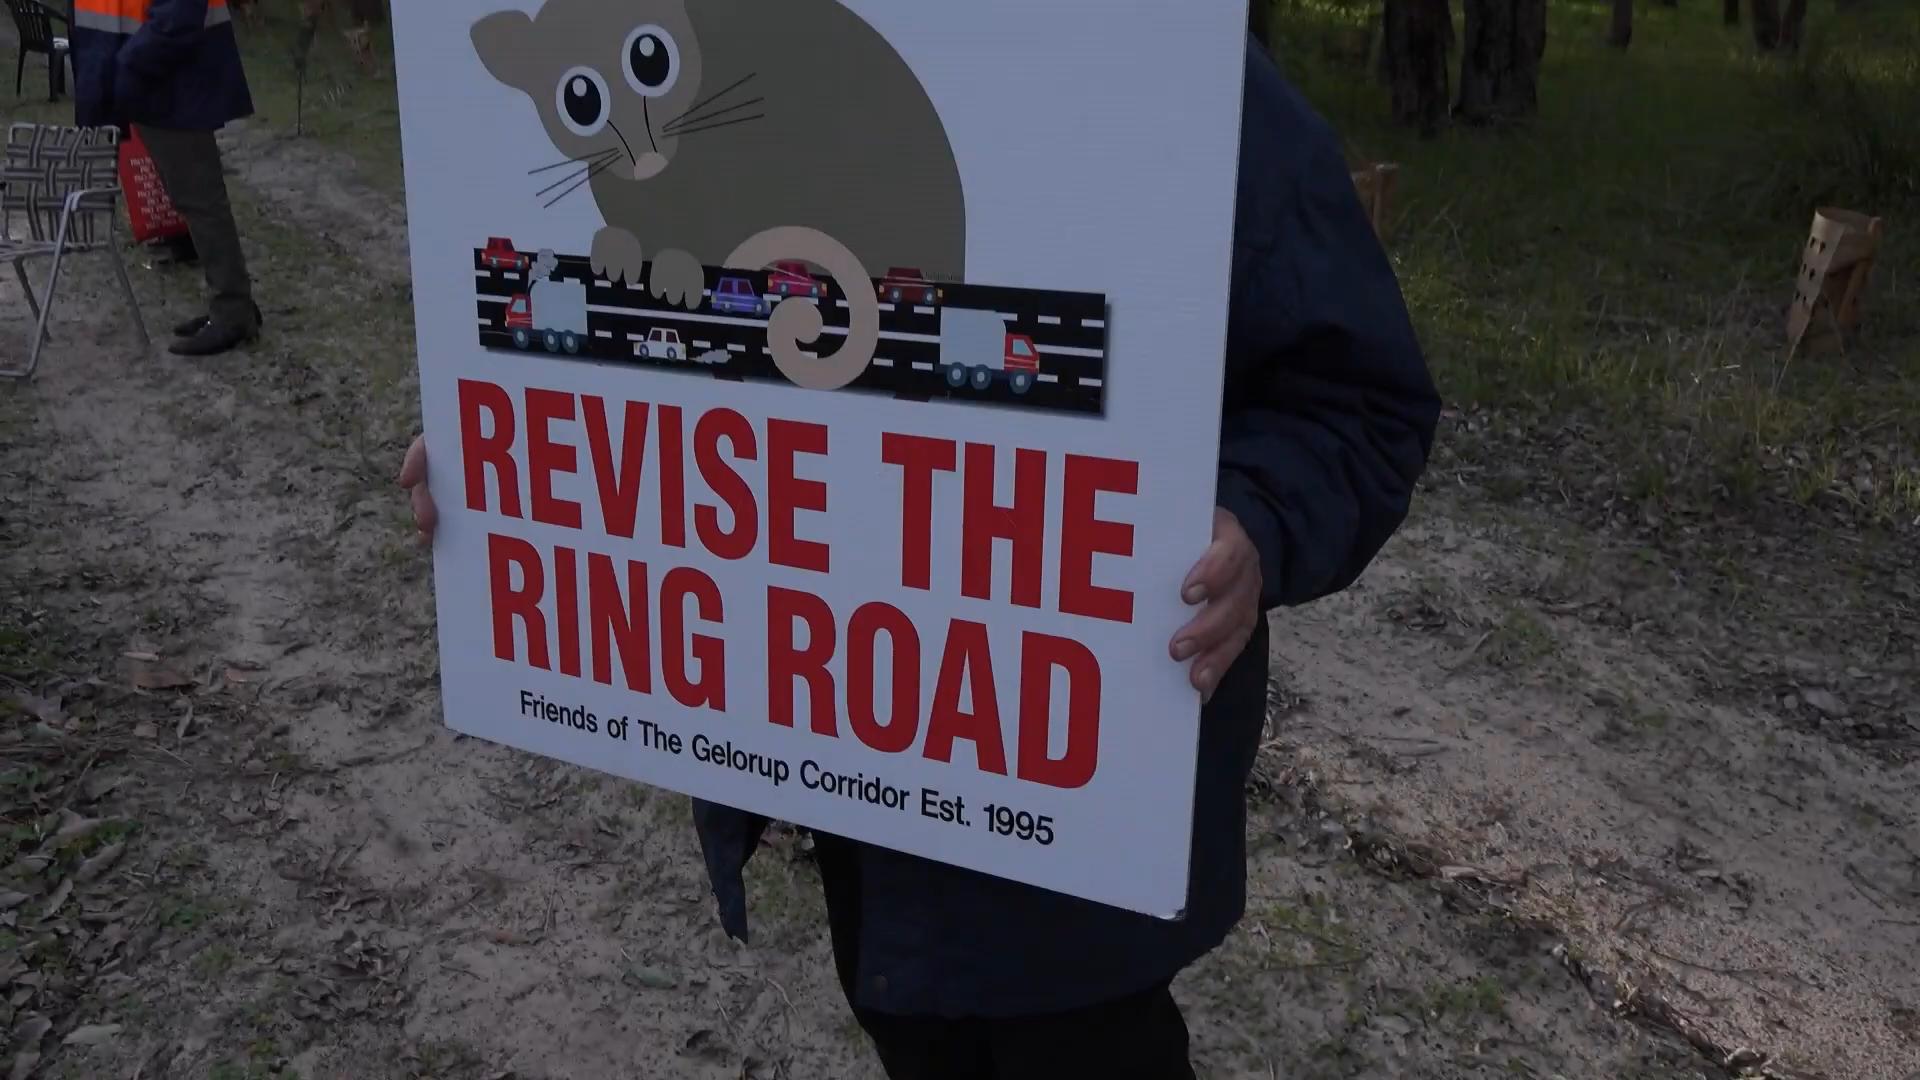 REVISE THE
RING ROAD
Friends of The Gelorup Corridor Est. 1995